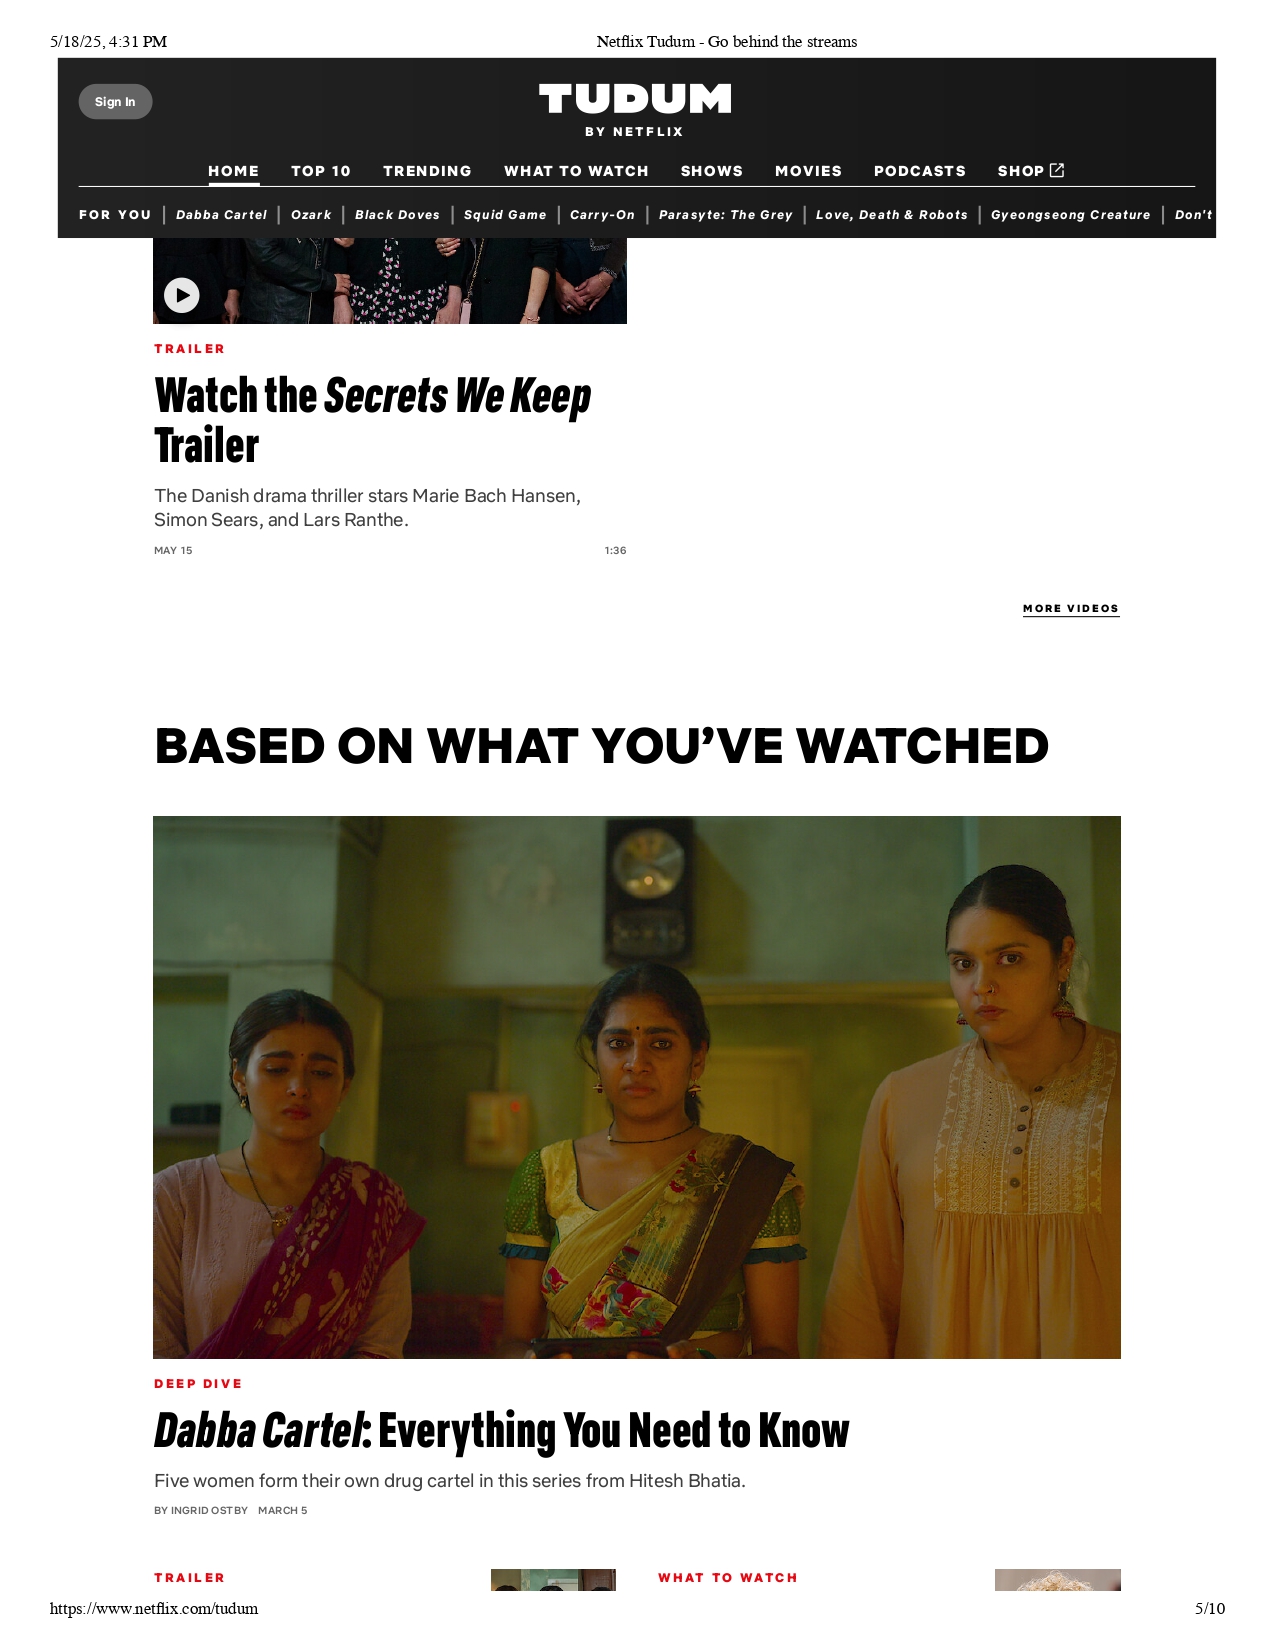 5/18/25, 4:31 PM
Netflix Tudum - Go behind the streams
Sign In
TUDUM
BY NETFLIX
HOME TOP 10 TRENDING WHAT TO WATCH SHOWS MOVIES PODCASTS SHOP
FOR YOU | Dabba Cartel | Ozark | Black Doves | Squid Game | Carry-On | Parasyte: The Grey | Love, Death & Robots | Gyeongseong Creature | Don't
TRAILER
Watch the Secrets We Keep
Trailer
The Danish drama thriller stars Marie Bach Hansen,
Simon Sears, and Lars Ranthe.
MAY 15 1:36
MORE VIDEOS
BASED ON WHAT YOU’VE WATCHED
DEEP DIVE
Dabba Cartel: Everything You Need to Know
Five women form their own drug cartel in this series from Hitesh Bhatia.
BY INGRID OSTBY MARCH 5
TRAILER
WHAT TO WATCH
https://www.netflix.com/tudum
5/10